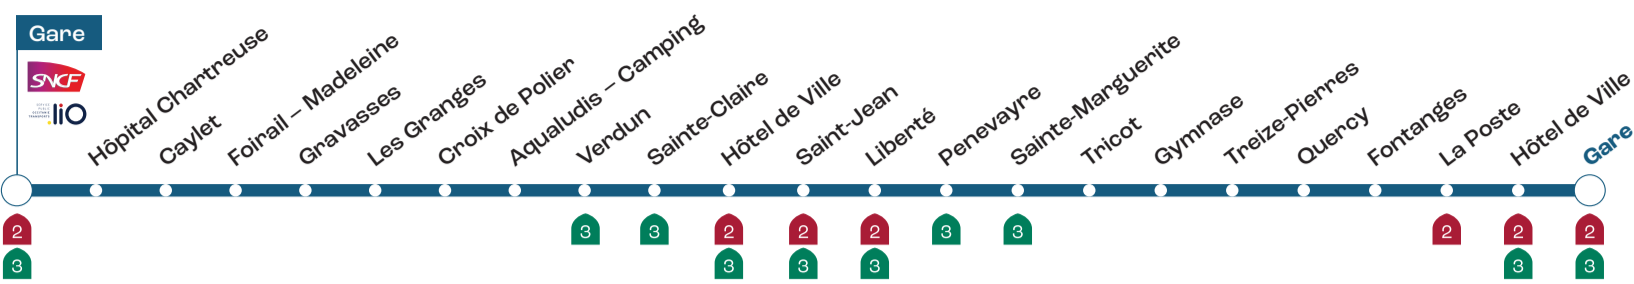 Gare
SNCF
liO
Hôpital Chartreuse
Caylet
Foirail – Madeleine
Gravasses
Les Granges
Croix de Polier
Aqualudis – Camping
Verdun
Sainte-Claire
Hôtel de Ville
Saint-Jean
Liberté
Penevayre
Sainte-Marguerite
Tricot
Gymnase
Treize-Pierres
Quercy
Fontanges
La Poste
Hôtel de Ville
Gare
2 3 3 2 2 2 3 3 2 2 2
3 3 3 3 3 3